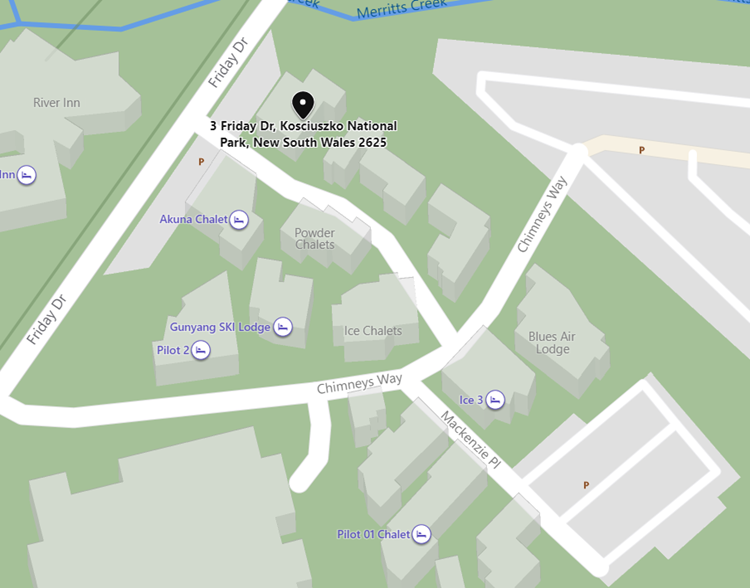 eek
Merritts Creek
Friday Dr
River Inn
3 Friday Dr, Kosciuszko National
Park, New South Wales 2625
P
P
Inn
Akuna Chalet
Chimneys Way
Powder
Chalets
Friday Dr
Gunyang SKI Lodge
Ice Chalets
Blues Air
Lodge
Pilot 2
Chimneys Way
Ice 3
Mackenzie Pl
P
Pilot 01 Chalet